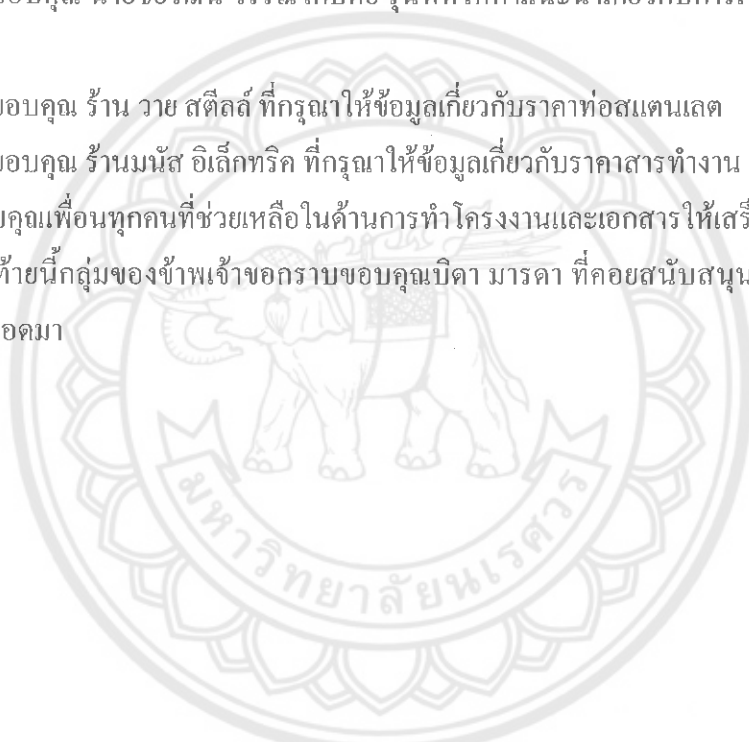 ขอบคุณ ร้าน วาย สตีลล์ ที่กรุณาให้ข้อมูลเกี่ยวกับราคาท่อสแตนเลต
ขอบคุณ ร้านมนัส อิเล็กทริค ที่กรุณาให้ข้อมูลเกี่ยวกับราคาสารทำงาน
บคุณเพื่อนทุกคนที่ช่วยเหลือในด้านการทำโครงงานและเอกสารให้เสร็
ท้ายนี้กลุ่มของข้าพเจ้าขอกราบขอบคุณบิดา มารดา ที่คอยสนับสนุน
อดมา
มหาวิทยาลัยนเรศวร